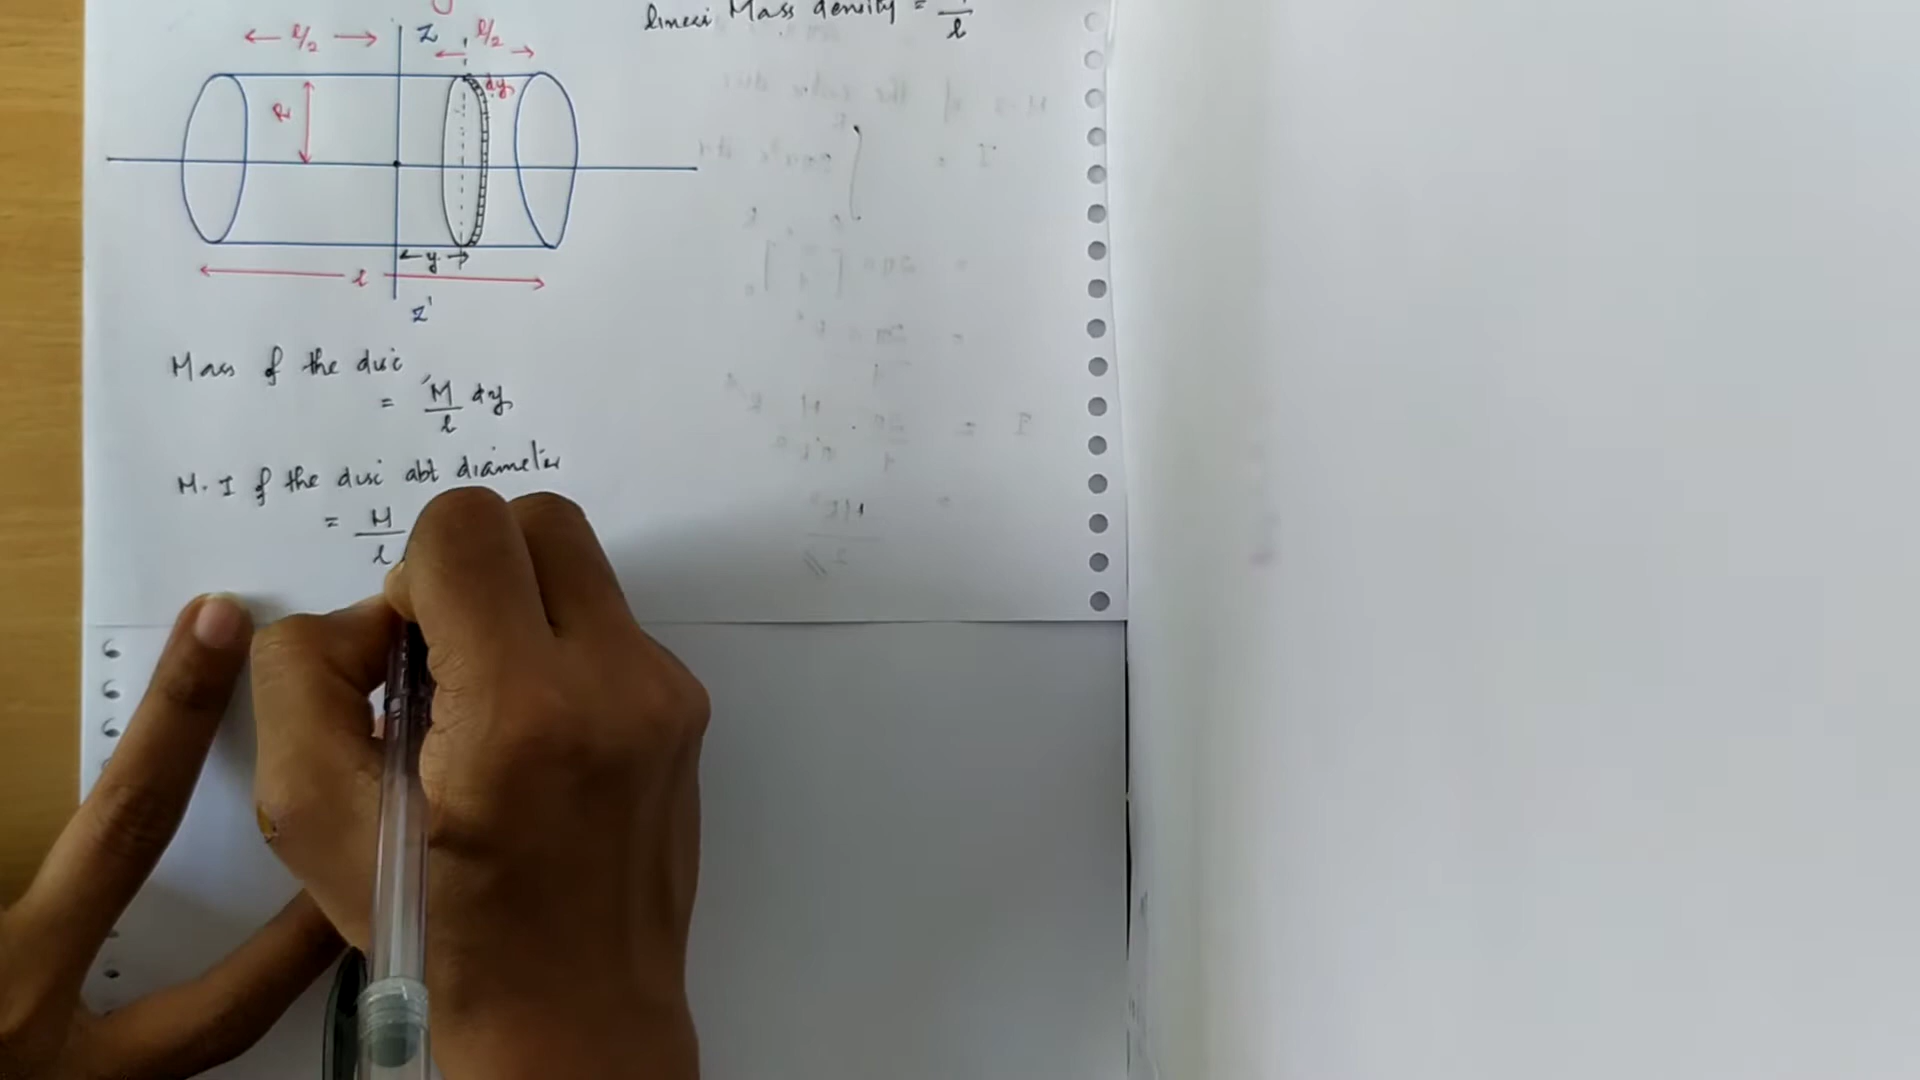 linear Mass density = M/l
l/2
Z
l/2
dy
R
y
l
Z'
Mass of the disc
= M/l dy
M.I of the disc abt diameter
= M/l